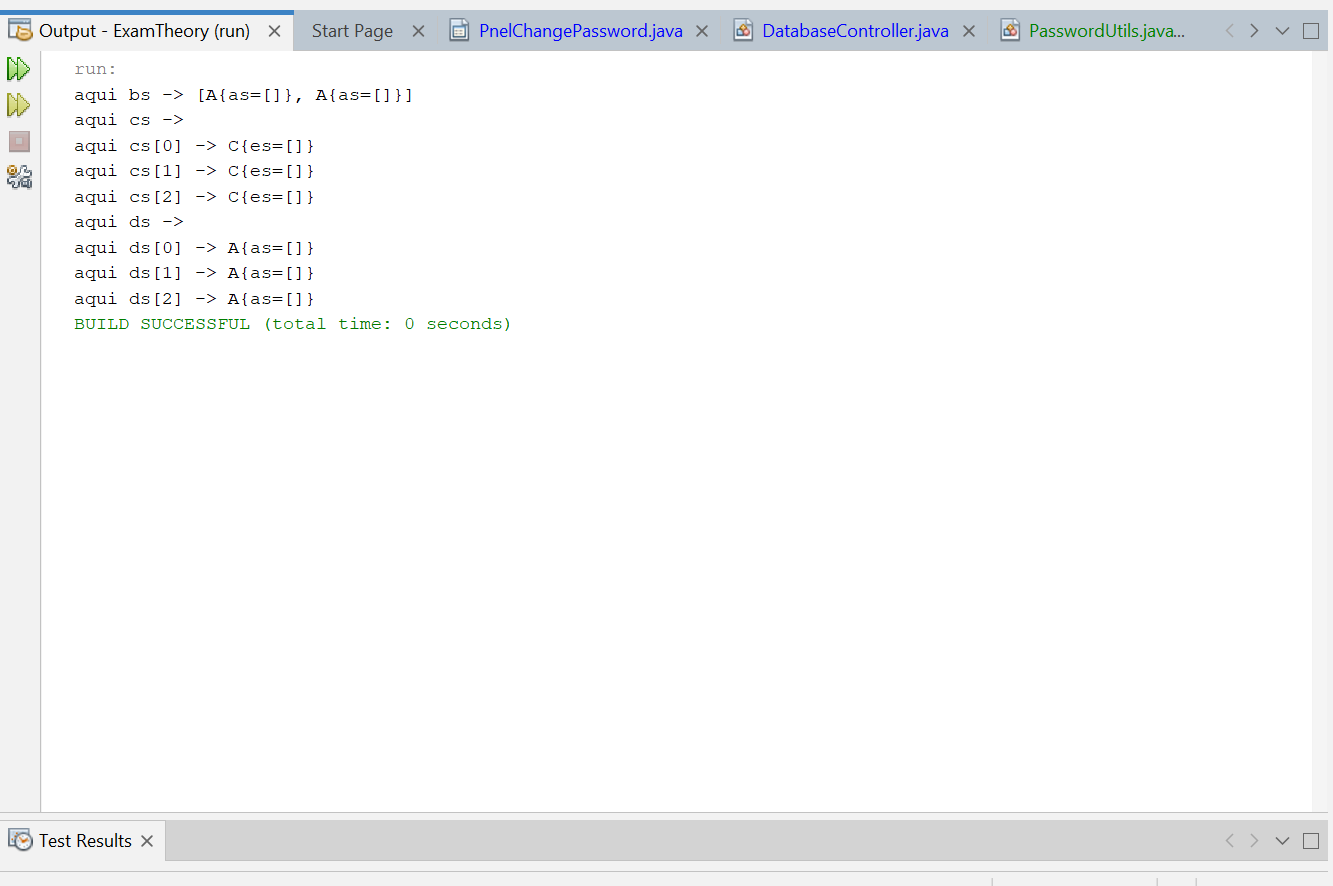 Output - ExamTheory (run) Start Page PnelChangePassword.java DatabaseController.java PasswordUtils.java...
run:
aqui bs -> [A{as=[]}, A{as=[]}]
aqui cs ->
aqui cs[0] -> C{es=[]}
aqui cs[1] -> C{es=[]}
aqui cs[2] -> C{es=[]}
aqui ds ->
aqui ds[0] -> A{as=[]}
aqui ds[1] -> A{as=[]}
aqui ds[2] -> A{as=[]}
BUILD SUCCESSFUL (total time: 0 seconds)
Test Results